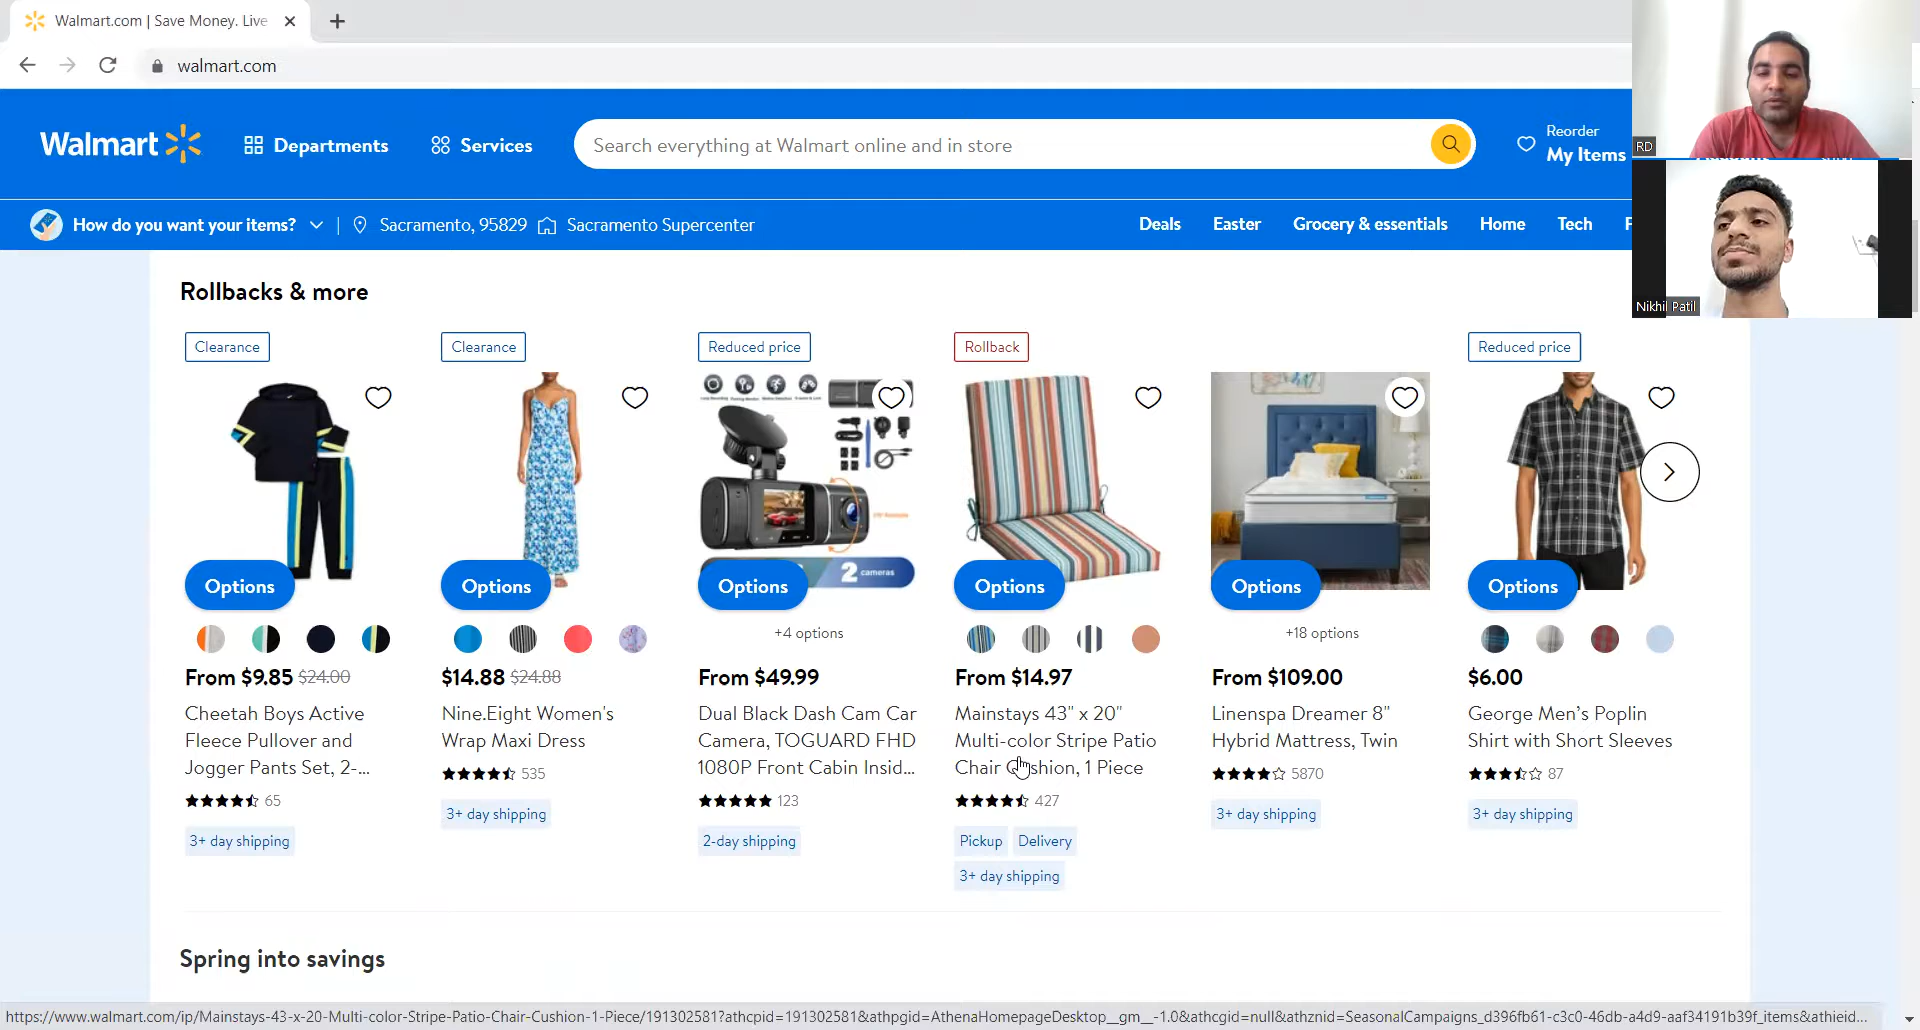 Walmart.com | Save Money. Live
walmart.com
Walmart
Departments
Services
Search everything at Walmart online and in store
Reorder
My Items
RD
How do you want your items?
Sacramento, 95829
Sacramento Supercenter
Deals
Easter
Grocery & essentials
Home
Tech
Nikhil Patil
Rollbacks & more
Clearance
Clearance
Reduced price
Rollback
Reduced price
2 cameras
Options
Options
Options
Options
Options
Options
+4 options
+18 options
From $9.85 $24.00
$14.88 $24.88
From $49.99
From $14.97
From $109.00
$6.00
Cheetah Boys Active
Fleece Pullover and
Jogger Pants Set, 2-...
65
3+ day shipping
Nine.Eight Women's
Wrap Maxi Dress
535
3+ day shipping
Dual Black Dash Cam Car
Camera, TOGUARD FHD
1080P Front Cabin Insid...
123
2-day shipping
Mainstays 43" x 20"
Multi-color Stripe Patio
Chair Cushion, 1 Piece
427
Pickup
Delivery
3+ day shipping
Linenspa Dreamer 8"
Hybrid Mattress, Twin
5870
3+ day shipping
George Men's Poplin
Shirt with Short Sleeves
87
3+ day shipping
Spring into savings
https://www.walmart.com/ip/Mainstays-43-x-20-Multi-color-Stripe-Patio-Chair-Cushion-1-Piece/191302581?athcpid=191302581&athpgid=AthenaHomepageDesktop__gm__-1.0&athcgid=null&athznid=SeasonalCampaigns_d396fb61-c3c0-46db-a4d9-aaf34191b39f_items&athieid...